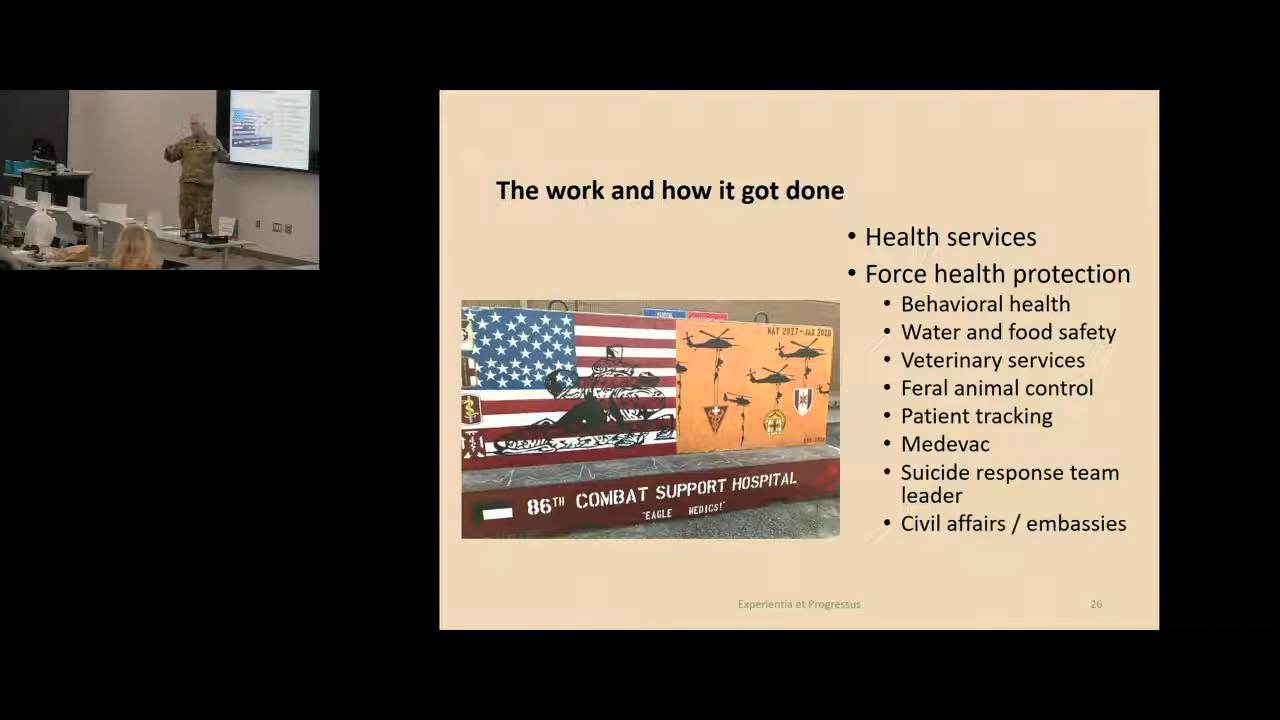 The work and how it got done
• Health services
• Force health protection
• Behavioral health
• Water and food safety
• Veterinary services
• Feral animal control
• Patient tracking
• Medevac
• Suicide response team
leader
• Civil affairs / embassies
MAY 2017 - JAN 2018
86TH COMBAT SUPPORT HOSPITAL
"EAGLE MEDICS!"
Experientia et Progressus
26